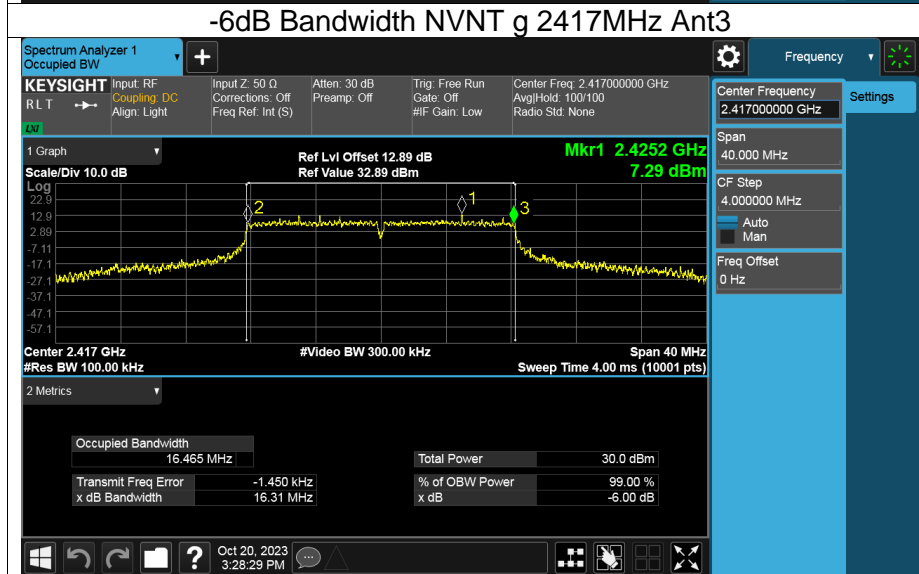 -6dB Bandwidth NVNT g 2417MHz Ant3
Spectrum Analyzer 1
Occupied BW
+
Frequency
KEYSIGHT
RLT
LXI
Input: RF
Coupling: DC
Align: Light
Input Z: 50 Ω
Corrections: Off
Freq Ref: Int (S)
Atten: 30 dB
Preamp: Off
Trig: Free Run
Gate: Off
#IF Gain: Low
Center Freq: 2.417000000 GHz
Avg|Hold: 100/100
Radio Std: None
Center Frequency
2.417000000 GHz
Settings
Span
40.000 MHz
CF Step
4.000000 MHz
Auto
Man
Freq Offset
0 Hz
1 Graph
Ref Lvl Offset 12.89 dB
Mkr1 2.4252 GHz
Scale/Div 10.0 dB
Ref Value 32.89 dBm
7.29 dBm
Log
22.9
12.9
2.89
-7.11
-17.1
-27.1
-37.1
-47.1
-57.1
2
1
3
Center 2.417 GHz
#Video BW 300.00 kHz
Span 40 MHz
#Res BW 100.00 kHz
Sweep Time 4.00 ms (10001 pts)
2 Metrics
Occupied Bandwidth
16.465 MHz
Total Power 30.0 dBm
Transmit Freq Error -1.450 kHz
% of OBW Power 99.00 %
x dB Bandwidth 16.31 MHz
x dB -6.00 dB
?
Oct 20, 2023
3:28:29 PM